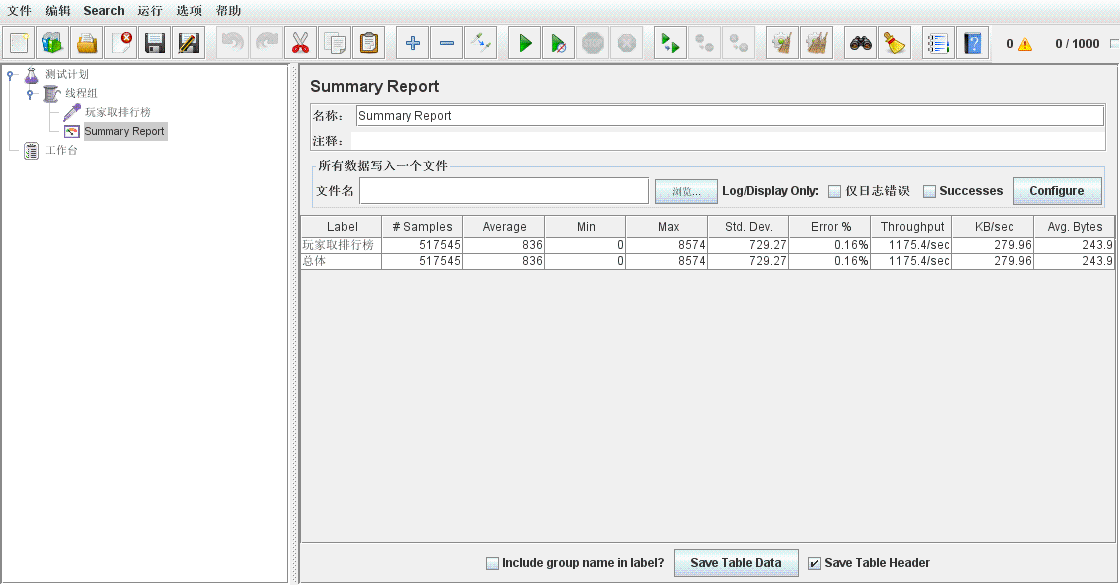 文件 编辑 Search 运行 选项 帮助
STOP 0 0 / 1000
测试计划
线程组
玩家取排行榜
Summary Report
工作台
Summary Report
名称: Summary Report
注释:
所有数据写入一个文件
文件名 浏览... Log/Display Only: 仅日志错误 Successes Configure
Label # Samples Average Min Max Std. Dev. Error % Throughput KB/sec Avg. Bytes
玩家取排行榜 517545 836 0 8574 729.27 0.16% 1175.4/sec 279.96 243.9
总体 517545 836 0 8574 729.27 0.16% 1175.4/sec 279.96 243.9
Include group name in label? Save Table Data Save Table Header